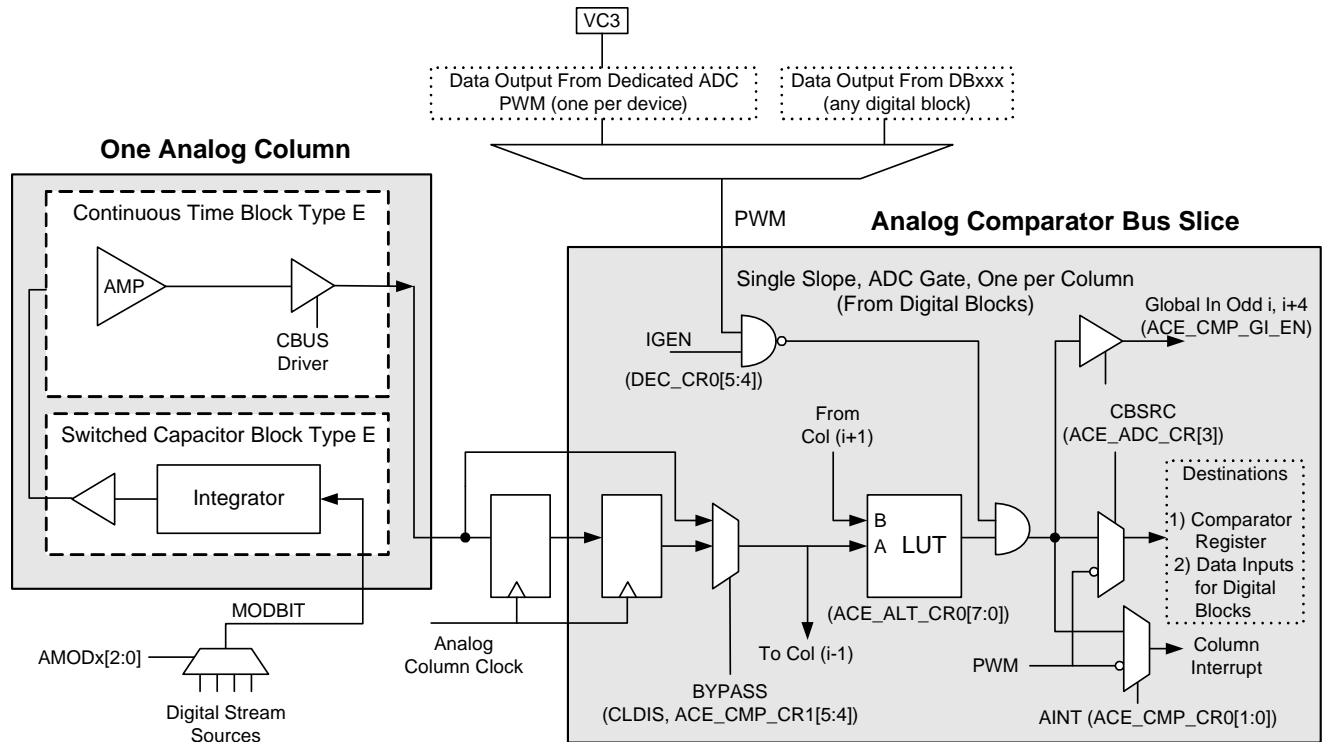 VC3
Data Output From Dedicated ADC
PWM (one per device)
Data Output From DBxxx
(any digital block)
One Analog Column
Continuous Time Block Type E
AMP
CBUS
Driver
Switched Capacitor Block Type E
Integrator
MODBIT
AMODx[2:0]
Digital Stream
Sources
Analog
Column Clock
PWM
Analog Comparator Bus Slice
Single Slope, ADC Gate, One per Column
(From Digital Blocks)
IGEN
(DEC_CR0[5:4])
From
Col (i+1)
B
A
LUT
(ACE_ALT_CR0[7:0])
To Col (i-1)
BYPASS
(CLDIS, ACE_CMP_CR1[5:4])
Global In Odd i, i+4
(ACE_CMP_GI_EN)
CBSRC
(ACE_ADC_CR[3])
Destinations
1) Comparator
Register
2) Data Inputs
for Digital
Blocks
PWM
Column
Interrupt
AINT (ACE_CMP_CR0[1:0])